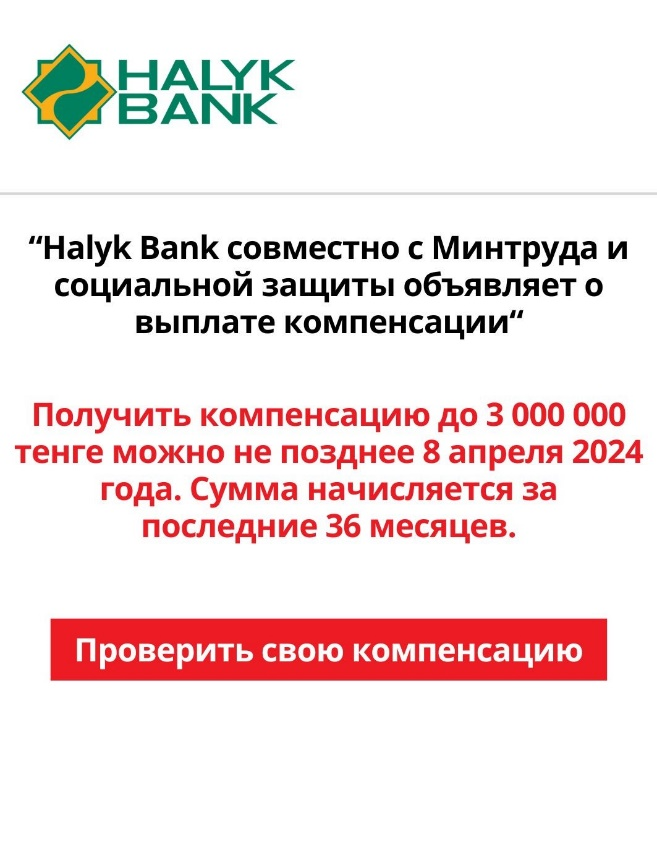 HALYK
BANK
“Halyk Bank совместно с Минтруда и
социальной защиты объявляет о
выплате компенсации“
Получить компенсацию до 3 000 000
тенге можно не позднее 8 апреля 2024
года. Сумма начисляется за
последние 36 месяцев.
Проверить свою компенсацию